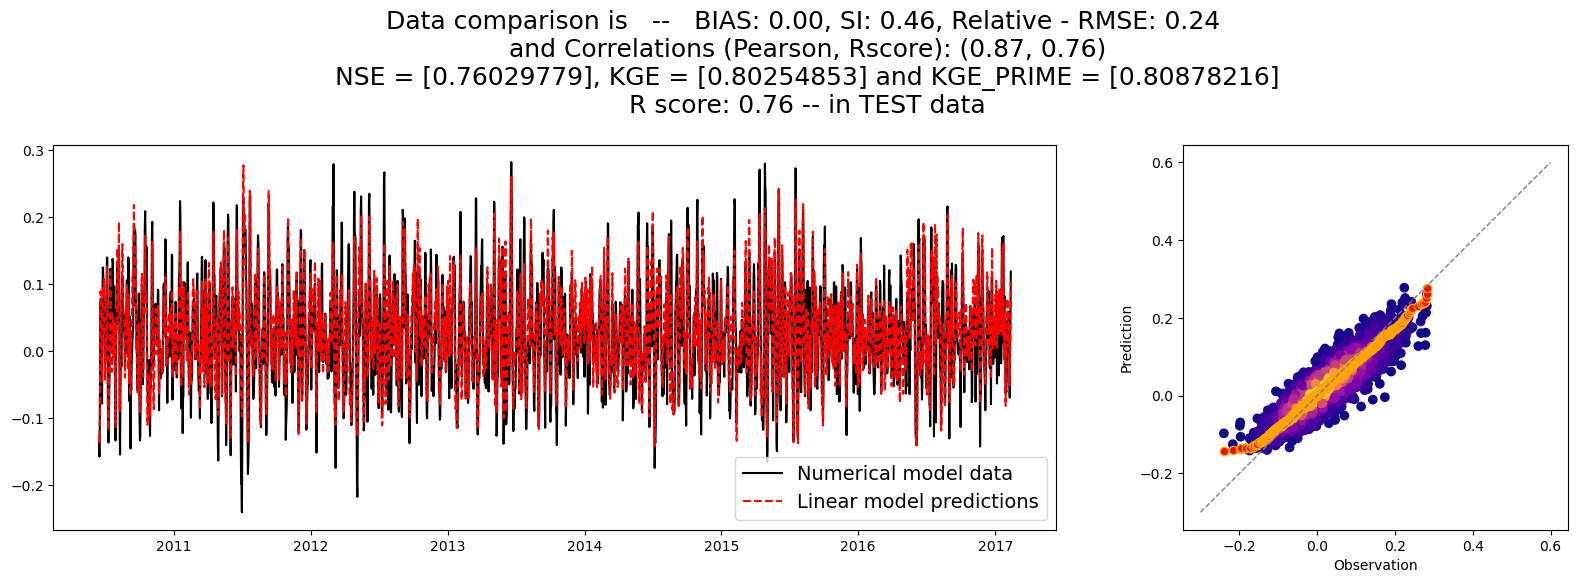 Data comparison is   --   BIAS: 0.00, SI: 0.46, Relative - RMSE: 0.24
and Correlations (Pearson, Rscore): (0.87, 0.76)
NSE = [0.76029779], KGE = [0.80254853] and KGE_PRIME = [0.80878216]
R score: 0.76 -- in TEST data
0.3
0.2
0.1
0.0
−0.1
−0.2
2011
2012
2013
2014
2015
2016
2017
Numerical model data
Linear model predictions
Prediction
0.6
0.4
0.2
0.0
−0.2
−0.2
0.0
0.2
0.4
0.6
Observation